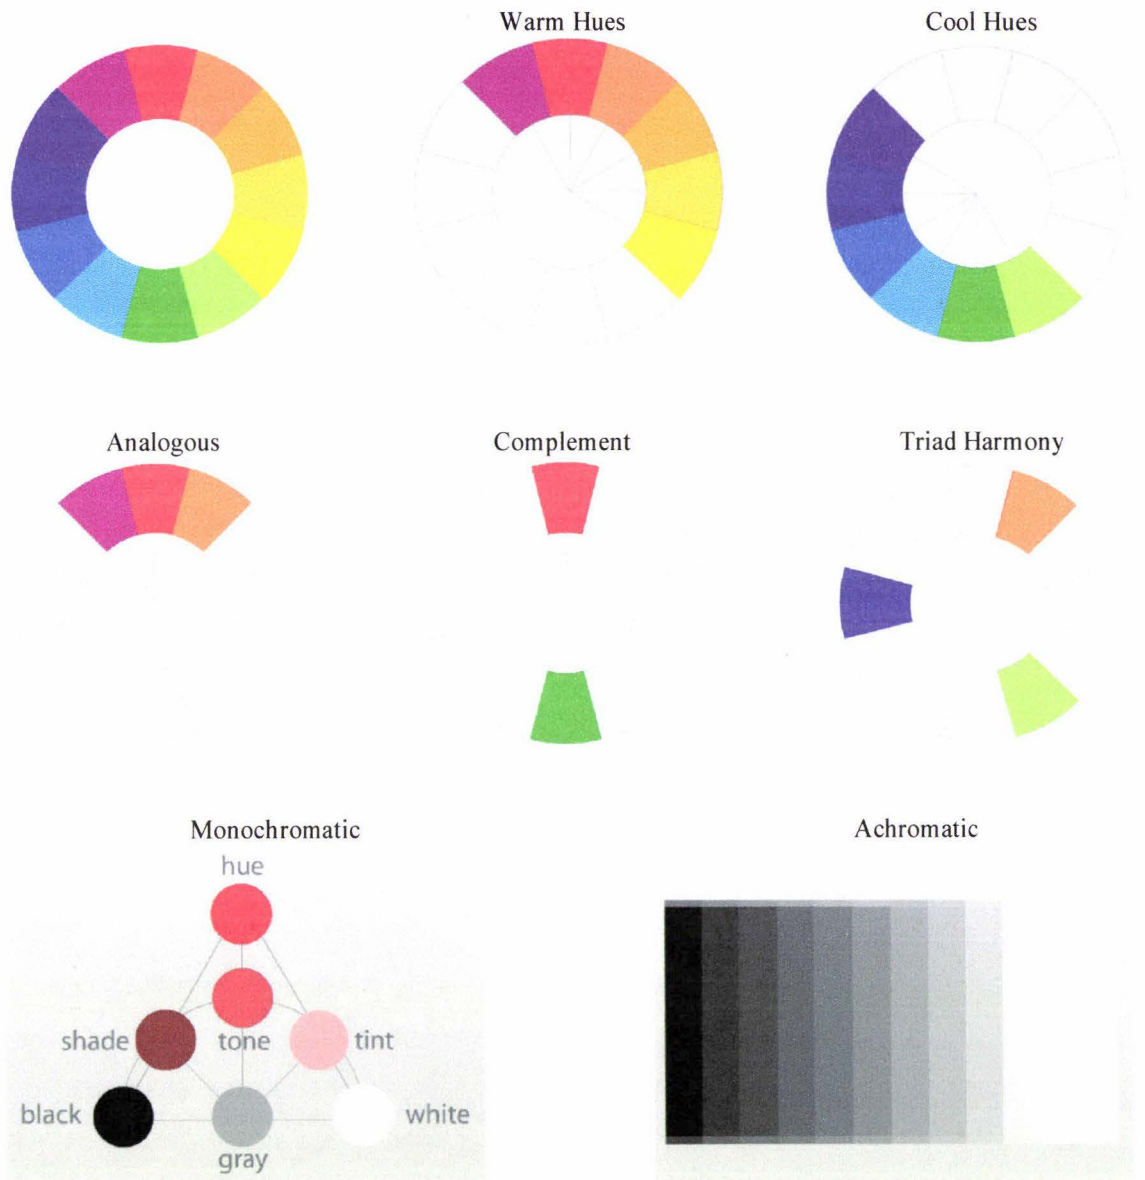 Warm Hues
Cool Hues
Analogous
Complement
Triad Harmony
Monochromatic
Achromatic
hue
shade
tone
tint
black
white
gray